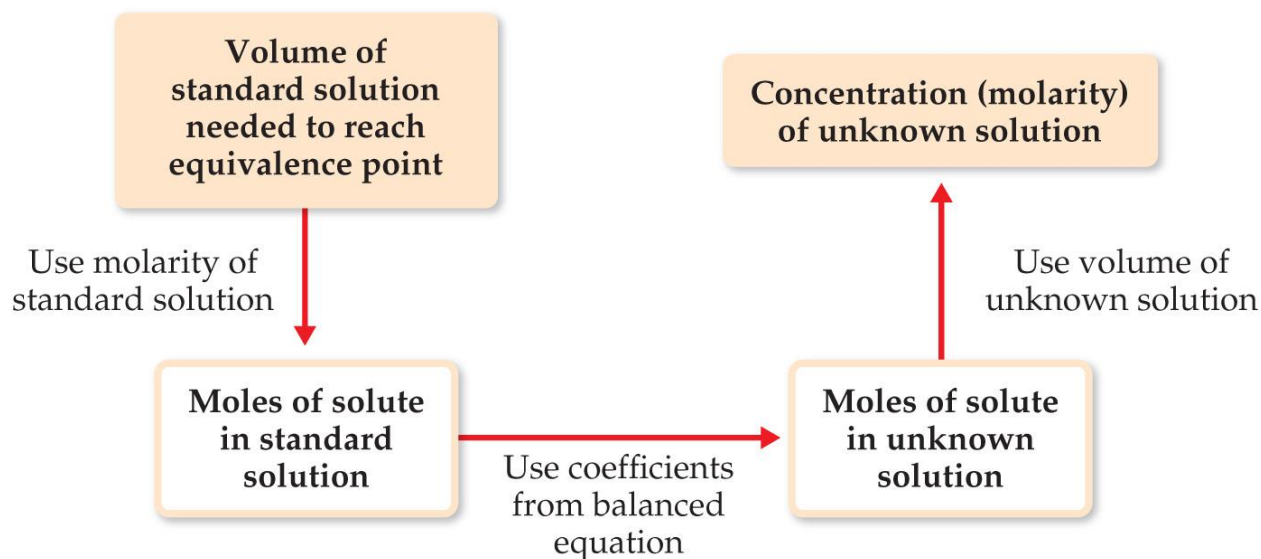 Volume of
standard solution
needed to reach
equivalence point
Use molarity of
standard solution
Moles of solute
in standard
solution
Use coefficients
from balanced
equation
Moles of solute
in unknown
solution
Use volume of
unknown solution
Concentration (molarity)
of unknown solution